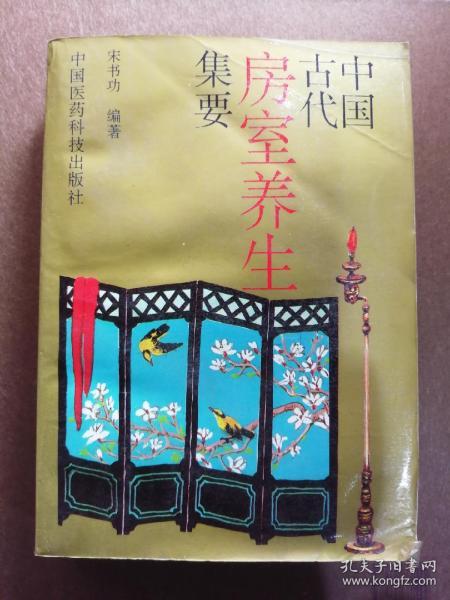 中国
古代
房室养生
集要
宋书功 编著
中国医药科技出版社
孔夫子旧书网
www.kongfz.com